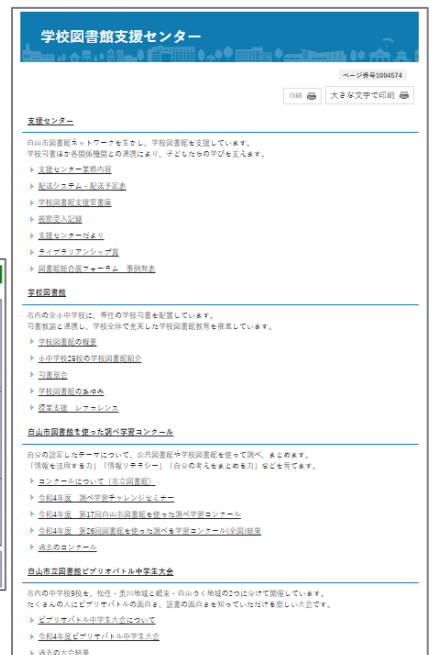 学校図書館支援センター
ページ番号1004574
印刷
大きな文字で印刷
支援センター
白山市図書館ネットワークを生かし、学校図書館を支援しています。
学校司書ほか各関係機関との連携により、子どもたちの学びを支えます。
支援センター業務内容
配送システム・配送予定表
学校図書館支援室書庫
視察受入記録
支援センターだより
ライブラリアンシップ賞
図書館総合展フォーラム　事例発表
学校図書館
市内の全小中学校に、専任の学校司書を配置しています。
司書教諭と連携し、学校全体で充実した学校図書館教育を推進しています。
学校図書館の概要
小中学校28校の学校図書館紹介
司書部会
学校図書館のあゆみ
授業支援　レファレンス
白山市図書館を使った調べ学習コンクール
自分の設定したテーマについて、公共図書館や学校図書館を使って調べ、まとめます。
「情報を活用する力」「情報リテラシー」「自分の考えをまとめる力」などを育てます。
コンクールについて（市立図書館）
令和4年度　調べ学習チャレンジセミナー
令和4年度　第17回白山市図書館を使った調べ学習コンクール
令和4年度　第26回図書館を使った調べる学習コンクール(全国)結果
過去のコンクール
白山市立図書館ビブリオバトル中学生大会
市内の中学校8校を、松任・美川地域と鶴来・白山ろく地域の2つに分けて開催しています。
たくさんの人にビブリオバトルの面白さ、読書の面白さを知っていただける楽しい大会です。
ビブリオバトル中学生大会について
令和4年度ビブリオバトル中学生大会
過去の大会結果